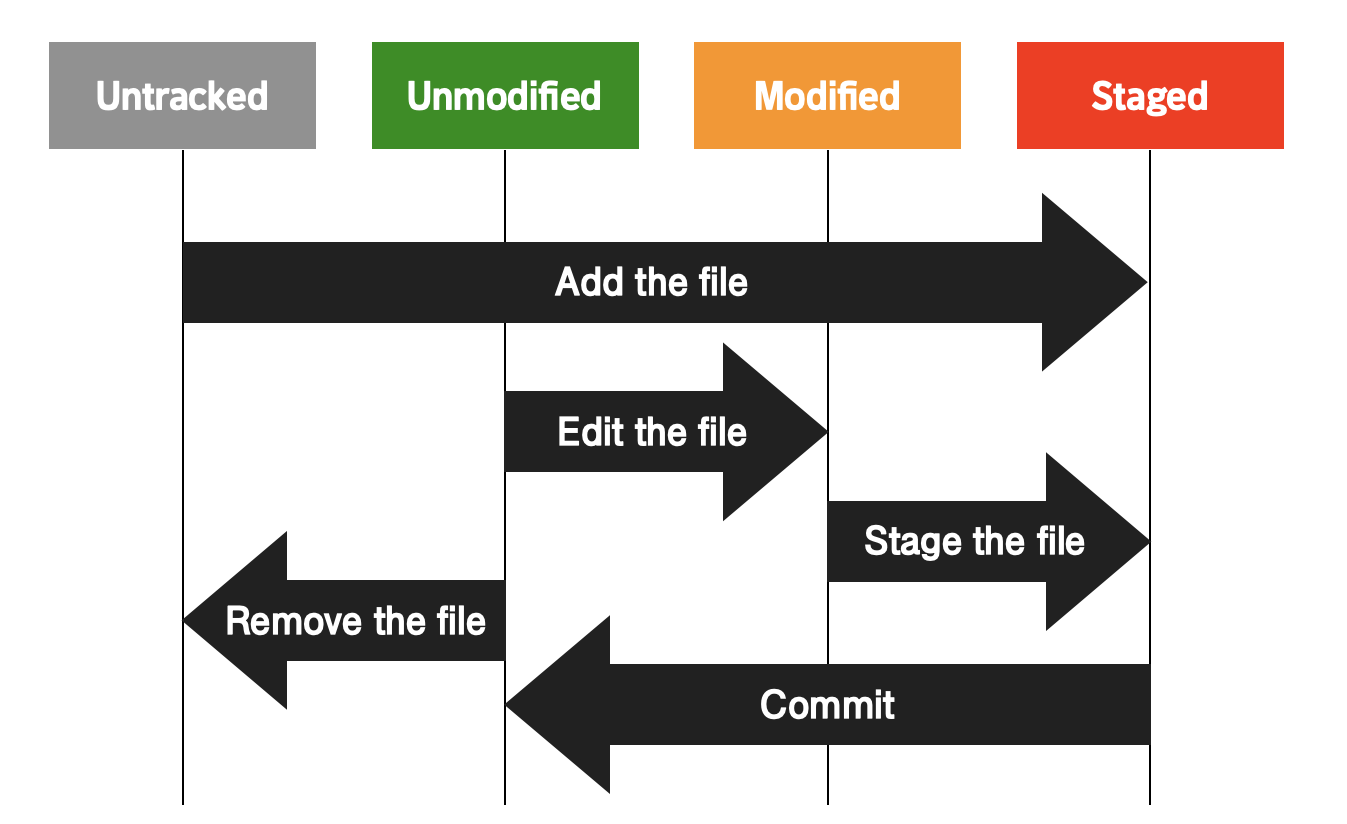 Untracked
Unmodified
Modified
Staged
Add the file
Edit the file
Stage the file
Remove the file
Commit